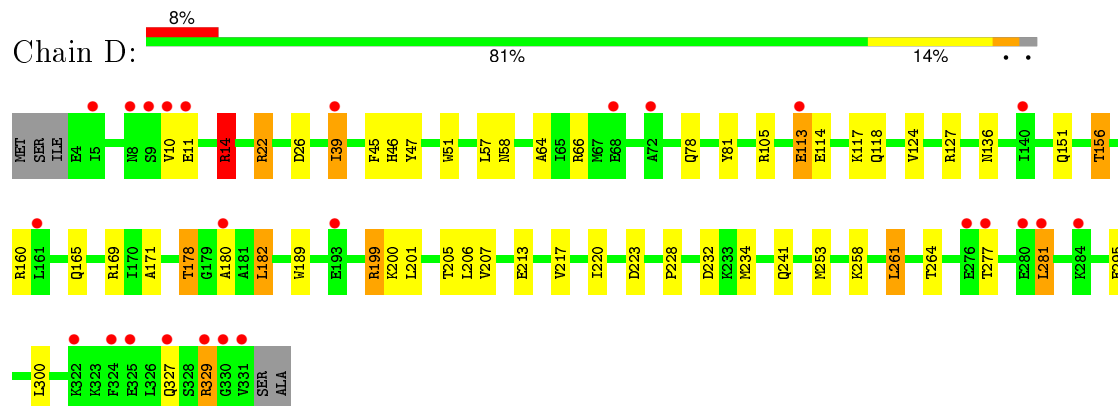 8%
Chain D:
81% 14% • •
MET SER ILE E4 I5 N8 S9 V10 E11 R14 R22 D26 I39 F45 H46 Y47 W51 L57 N58 A64 I65 R66 M67 E68 A72 Q78 Y81 R105 E113 E114 K117 Q118 V124 R127 N136 I140 Q151 T156
R160 L161 Q165 R169 I170 A171 T178 G179 A180 A181 L182 W189 E193 R199 K200 L201 T205 L206 V207 E213 V217 I220 D223 P228 D232 K233 M234 Q241 M253 K258 L261 T264 E276 T277 E280 L281 K284
L300 K322 K323 F324 E325 L326 Q327 S328 R329 G330 V331 SER ALA